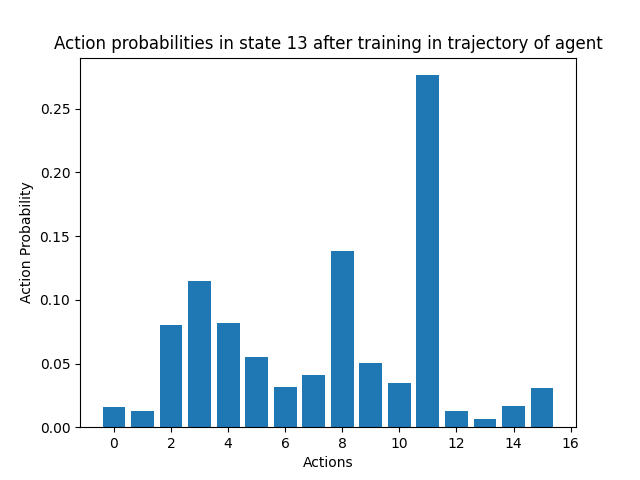 Action probabilities in state 13 after training in trajectory of agent
Action Probability
0.25
0.20
0.15
0.10
0.05
0.00
0 2 4 6 8 10 12 14 16
Actions